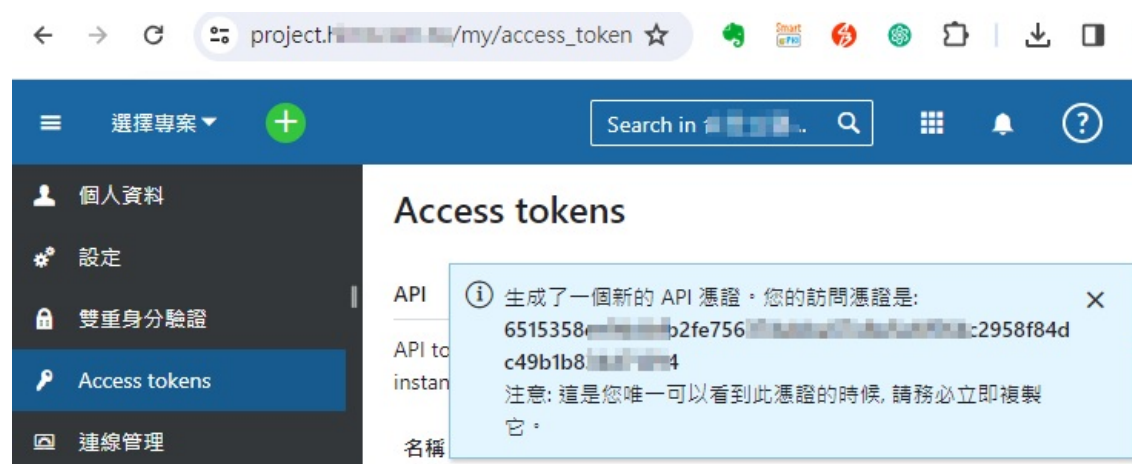 project.h /my/access_token
Smart
GPIO
選擇專案
Search in ..
個人資料
設定
雙重身分驗證
Access tokens
連線管理
Access tokens
API
生成了一個新的 API 憑證。您的訪問憑證是:
6515358 b2fe756 c2958f84d
c49b1b8 4
注意: 這是您唯一可以看到此憑證的時候, 請務必立即複製
它。
API to
instan
名稱